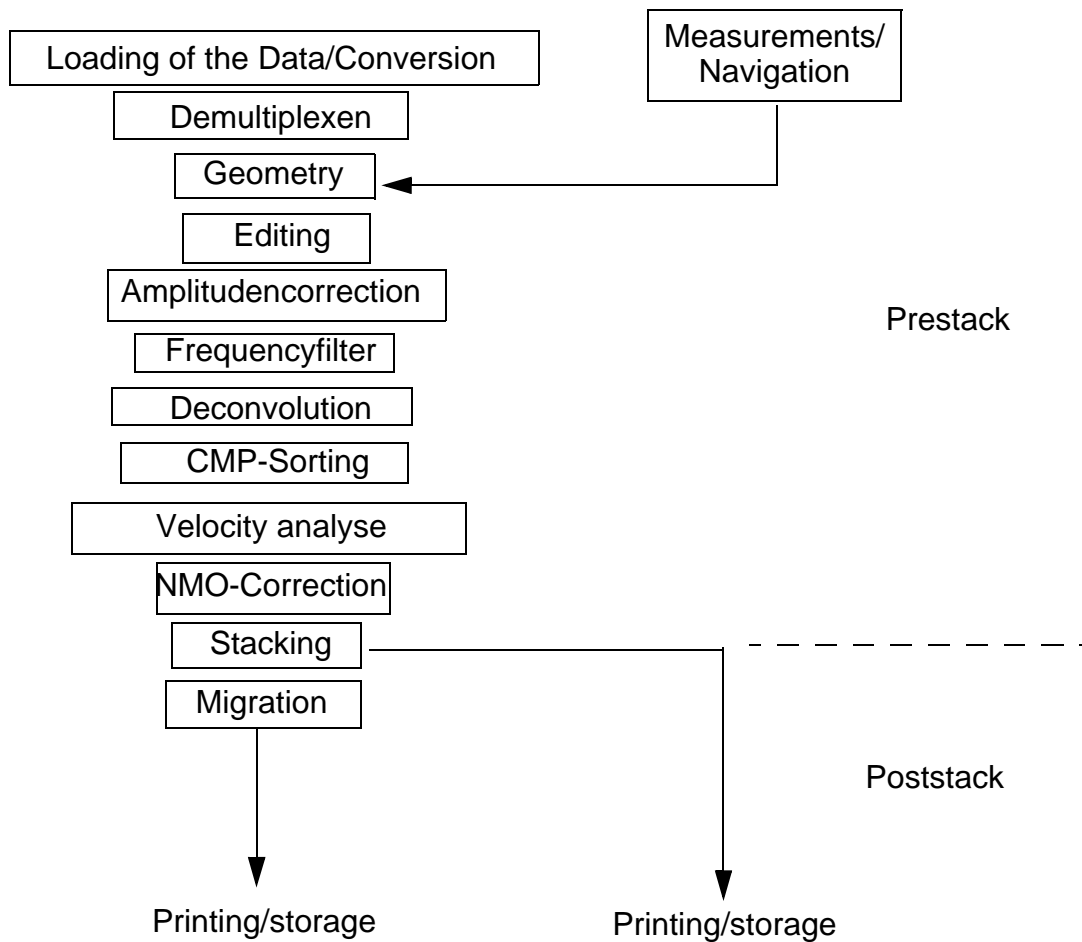 Loading of the Data/Conversion
Measurements/
Navigation
Demultiplexen
Geometry
Editing
Amplitudencorrection
Prestack
Frequencyfilter
Deconvolution
CMP-Sorting
Velocity analyse
NMO-Correction
Stacking
Migration
Poststack
Printing/storage
Printing/storage